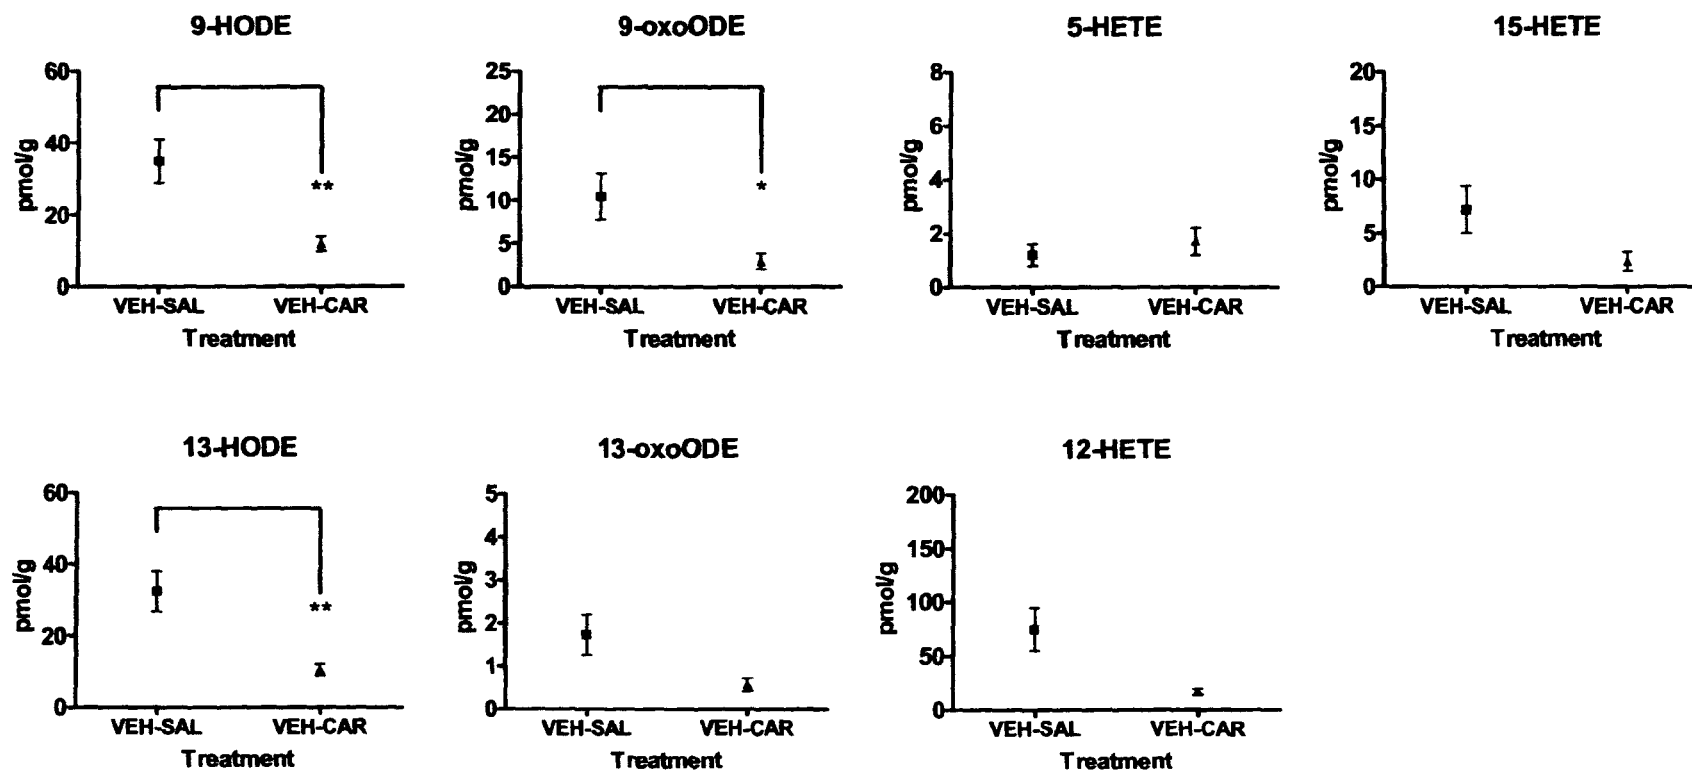 9-HODE
60
40
20
0
pmol/g
**
VEH-SAL VEH-CAR
Treatment
9-oxoODE
25
20
15
10
5
0
pmol/g
*
VEH-SAL VEH-CAR
Treatment
5-HETE
8
6
4
2
0
pmol/g
VEH-SAL VEH-CAR
Treatment
15-HETE
20
15
10
5
0
pmol/g
VEH-SAL VEH-CAR
Treatment
13-HODE
60
40
20
0
pmol/g
**
VEH-SAL VEH-CAR
Treatment
13-oxoODE
5
4
3
2
1
0
pmol/g
VEH-SAL VEH-CAR
Treatment
12-HETE
200
150
100
50
0
pmol/g
VEH-SAL VEH-CAR
Treatment